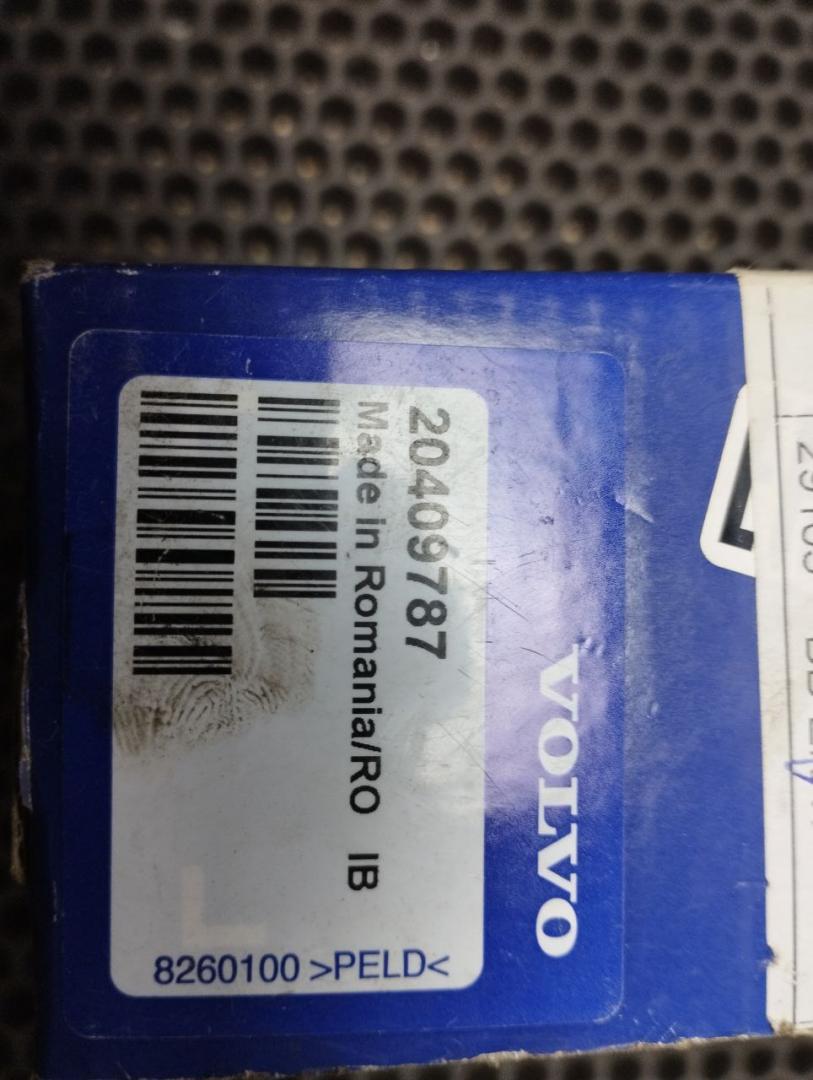 VOLVO
20409787
Made in Romania/RO IB
8260100 >PELD<